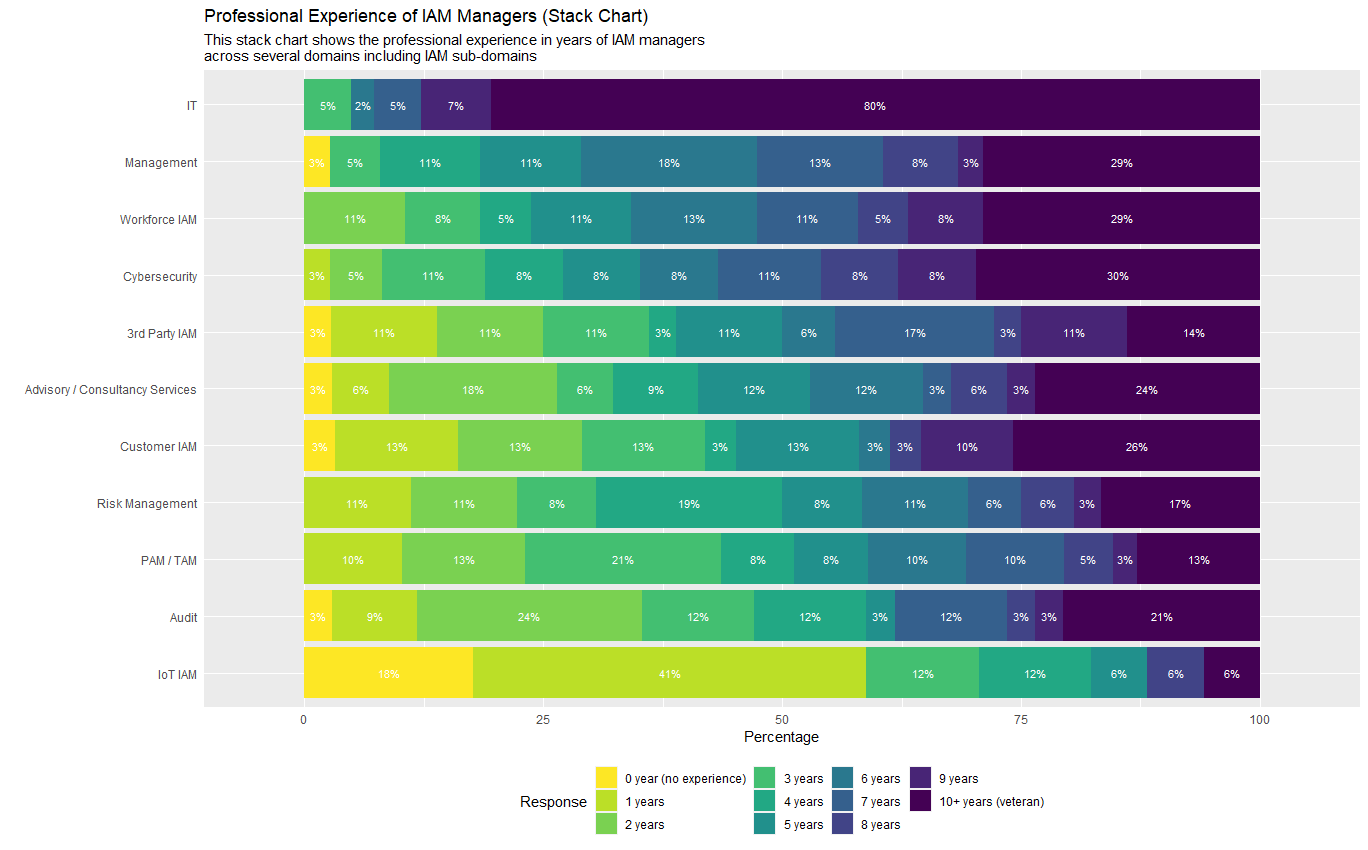 Professional Experience of IAM Managers (Stack Chart)
This stack chart shows the professional experience in years of IAM managers
across several domains including IAM sub-domains
IT 5% 2% 5% 7% 80%
Management 3% 5% 11% 11% 18% 13% 8% 3% 29%
Workforce IAM 11% 8% 5% 11% 13% 11% 5% 8% 29%
Cybersecurity 3% 5% 11% 8% 8% 8% 11% 8% 8% 30%
3rd Party IAM 3% 11% 11% 11% 3% 11% 6% 17% 3% 11% 14%
Advisory / Consultancy Services 3% 6% 18% 6% 9% 12% 12% 3% 6% 3% 24%
Customer IAM 3% 13% 13% 13% 3% 13% 3% 3% 10% 26%
Risk Management 11% 11% 8% 19% 8% 11% 6% 6% 3% 17%
PAM / TAM 10% 13% 21% 8% 8% 10% 10% 5% 3% 13%
Audit 3% 9% 24% 12% 12% 3% 12% 3% 3% 21%
IoT IAM 18% 41% 12% 12% 6% 6% 6%
0 25 50 75 100
Percentage
Response
0 year (no experience)
1 years
2 years
3 years
4 years
5 years
6 years
7 years
8 years
9 years
10+ years (veteran)